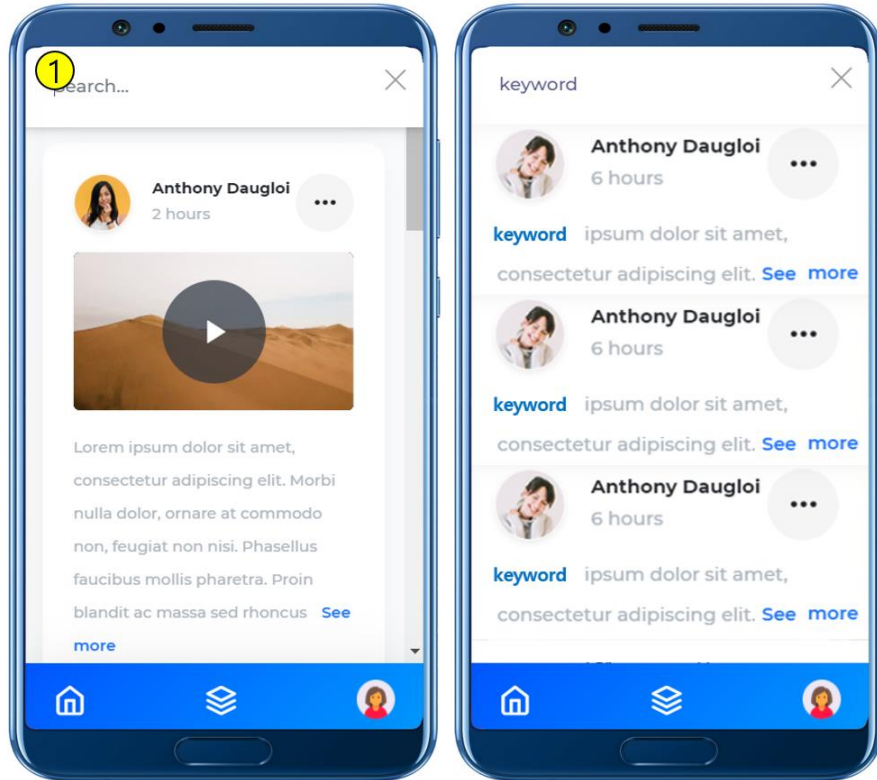 1
search...
Anthony Daugloi
2 hours
Lorem ipsum dolor sit amet,
consectetur adipiscing elit. Morbi
nulla dolor, ornare at commodo
non, feugiat non nisi. Phasellus
faucibus mollis pharetra. Proin
blandit ac massa sed rhoncus See
more
keyword
Anthony Daugloi
6 hours
keyword ipsum dolor sit amet,
consectetur adipiscing elit. See more
Anthony Daugloi
6 hours
keyword ipsum dolor sit amet,
consectetur adipiscing elit. See more
Anthony Daugloi
6 hours
keyword ipsum dolor sit amet,
consectetur adipiscing elit. See more